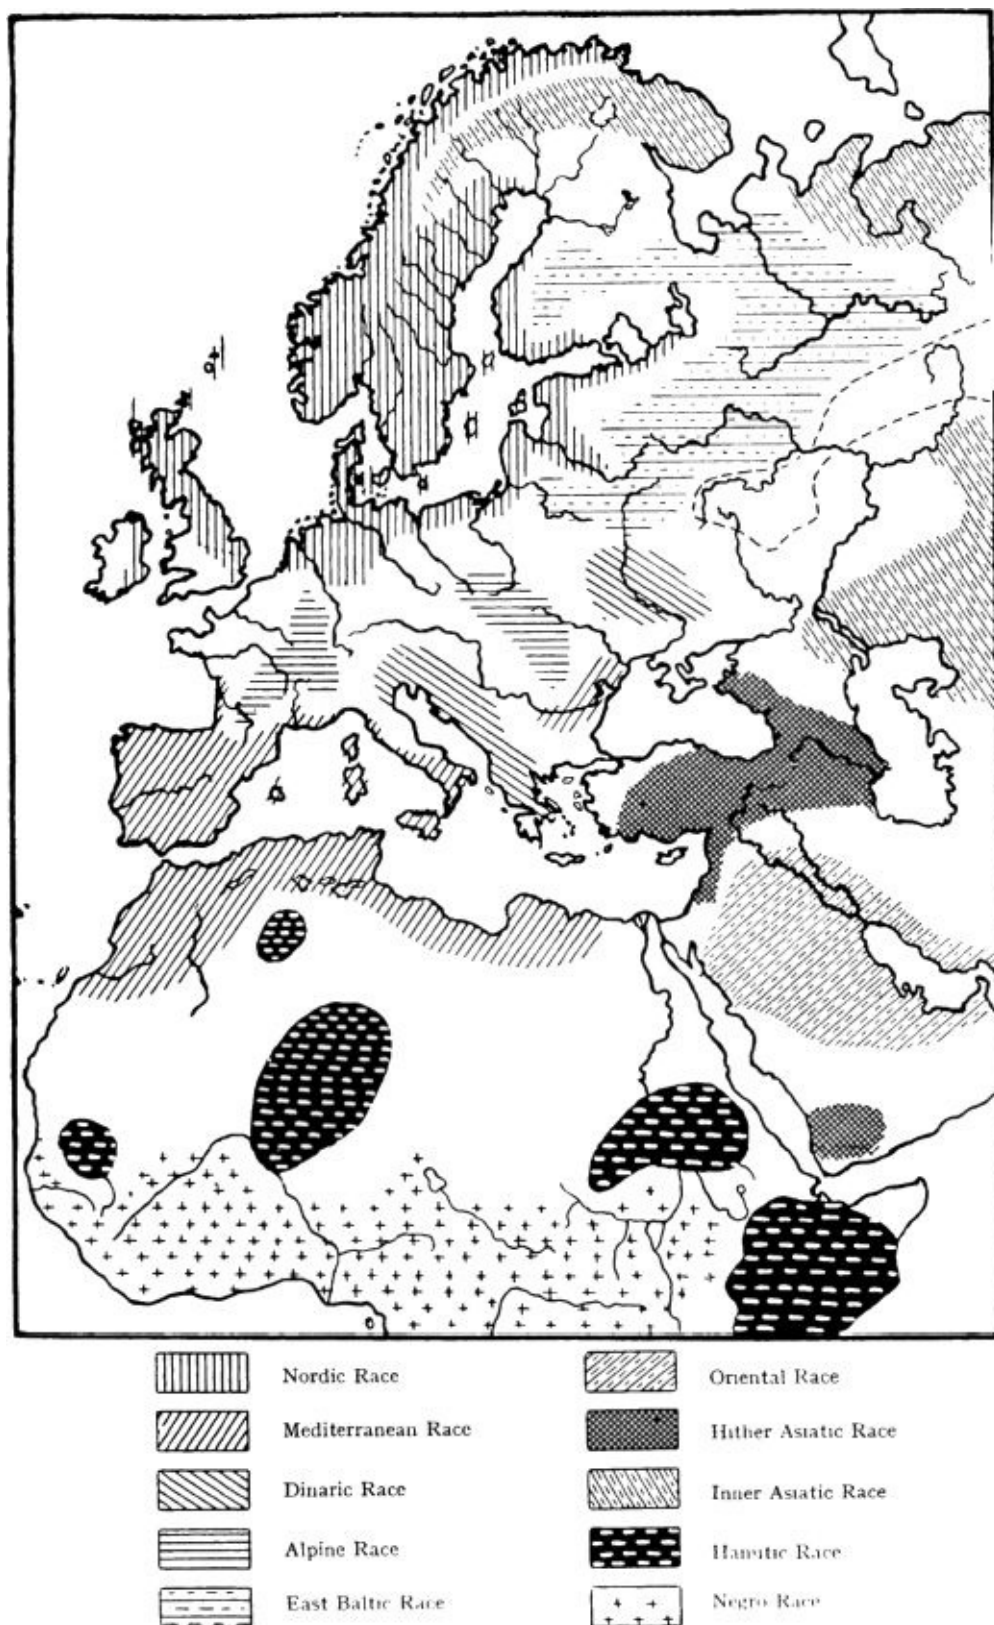 Nordic Race
Mediterranean Race
Dinaric Race
Alpine Race
East Baltic Race
Oriental Race
Hither Asiatic Race
Inner Asiatic Race
Hamitic Race
Negro Race